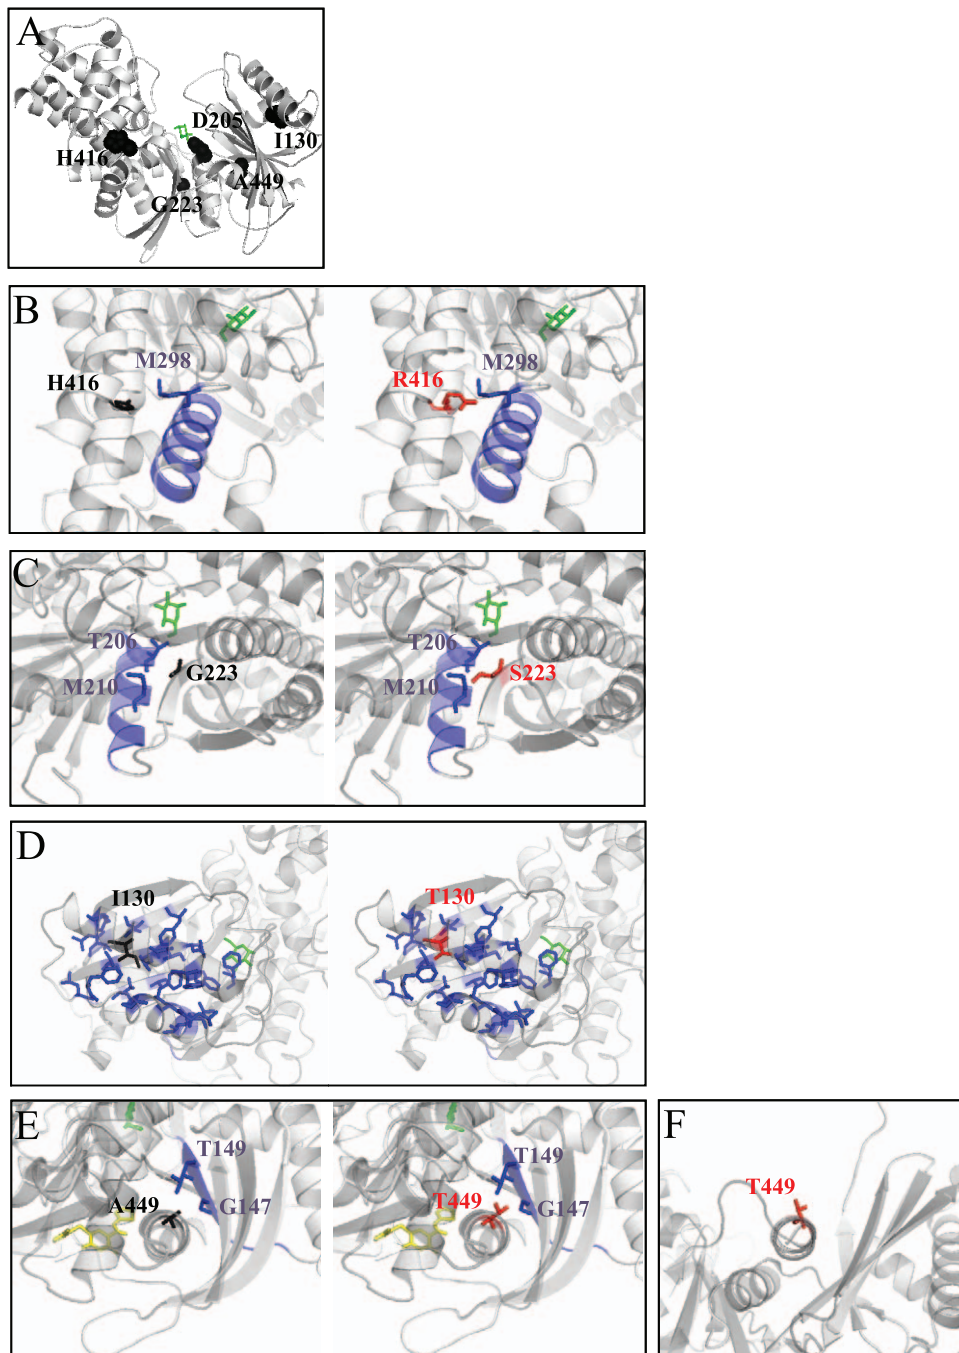 A
D205
I130
H416
A449
G223
B
M298
H416
M298
R416
C
T206
G223
M210
T206
S223
M210
D
I130
T130
E
T149
A449
G147
T149
T449
G147
F
T449